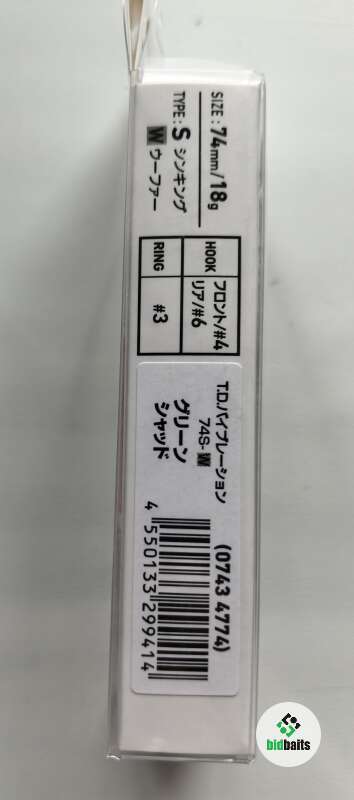 SIZE : 74mm/18g
TYPE : S シンキング
W ウーファー
HOOK フロント/#4
リア/#6
RING #3
T.D.バイブレーション
74S-W
グリーン
シャッド
(0743 4774)
4 550133 299414
bidbaits